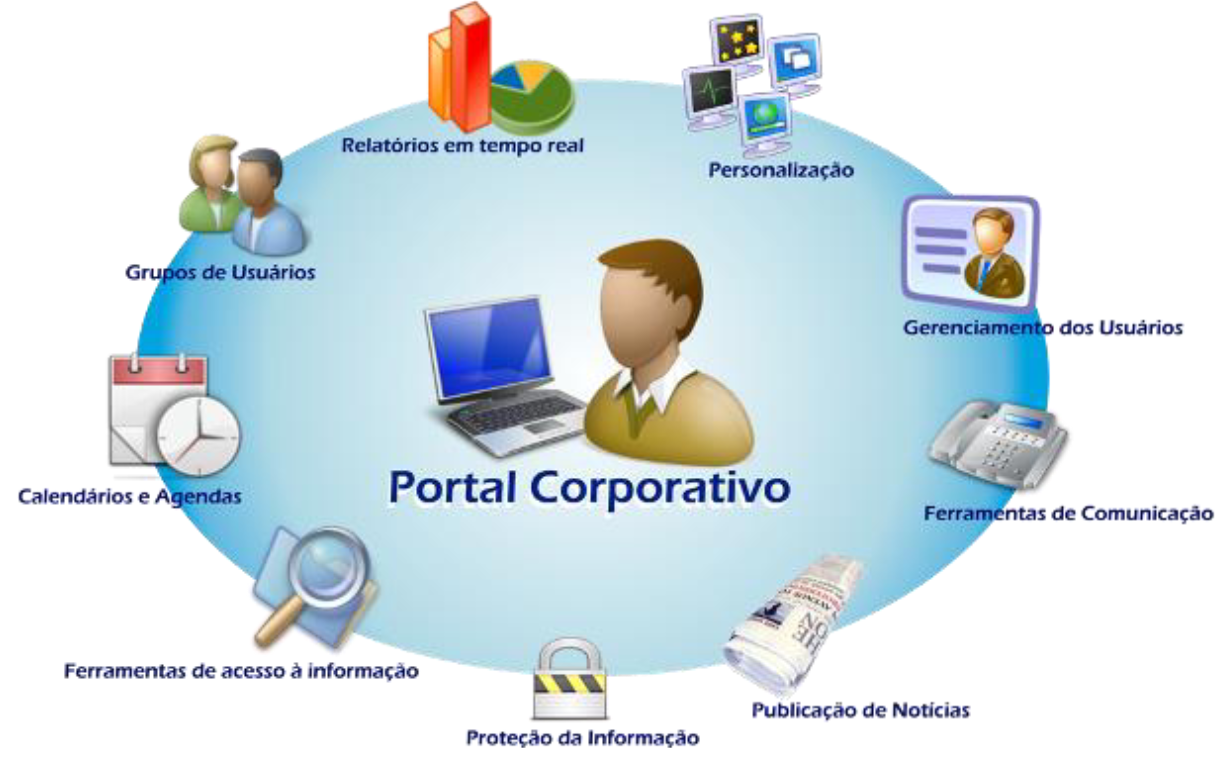 Relatórios em tempo real
Personalização
Grupos de Usuários
Gerenciamento dos Usuários
Portal Corporativo
Calendários e Agendas
Ferramentas de Comunicação
Ferramentas de acesso à informação
Publicação de Notícias
Proteção da Informação